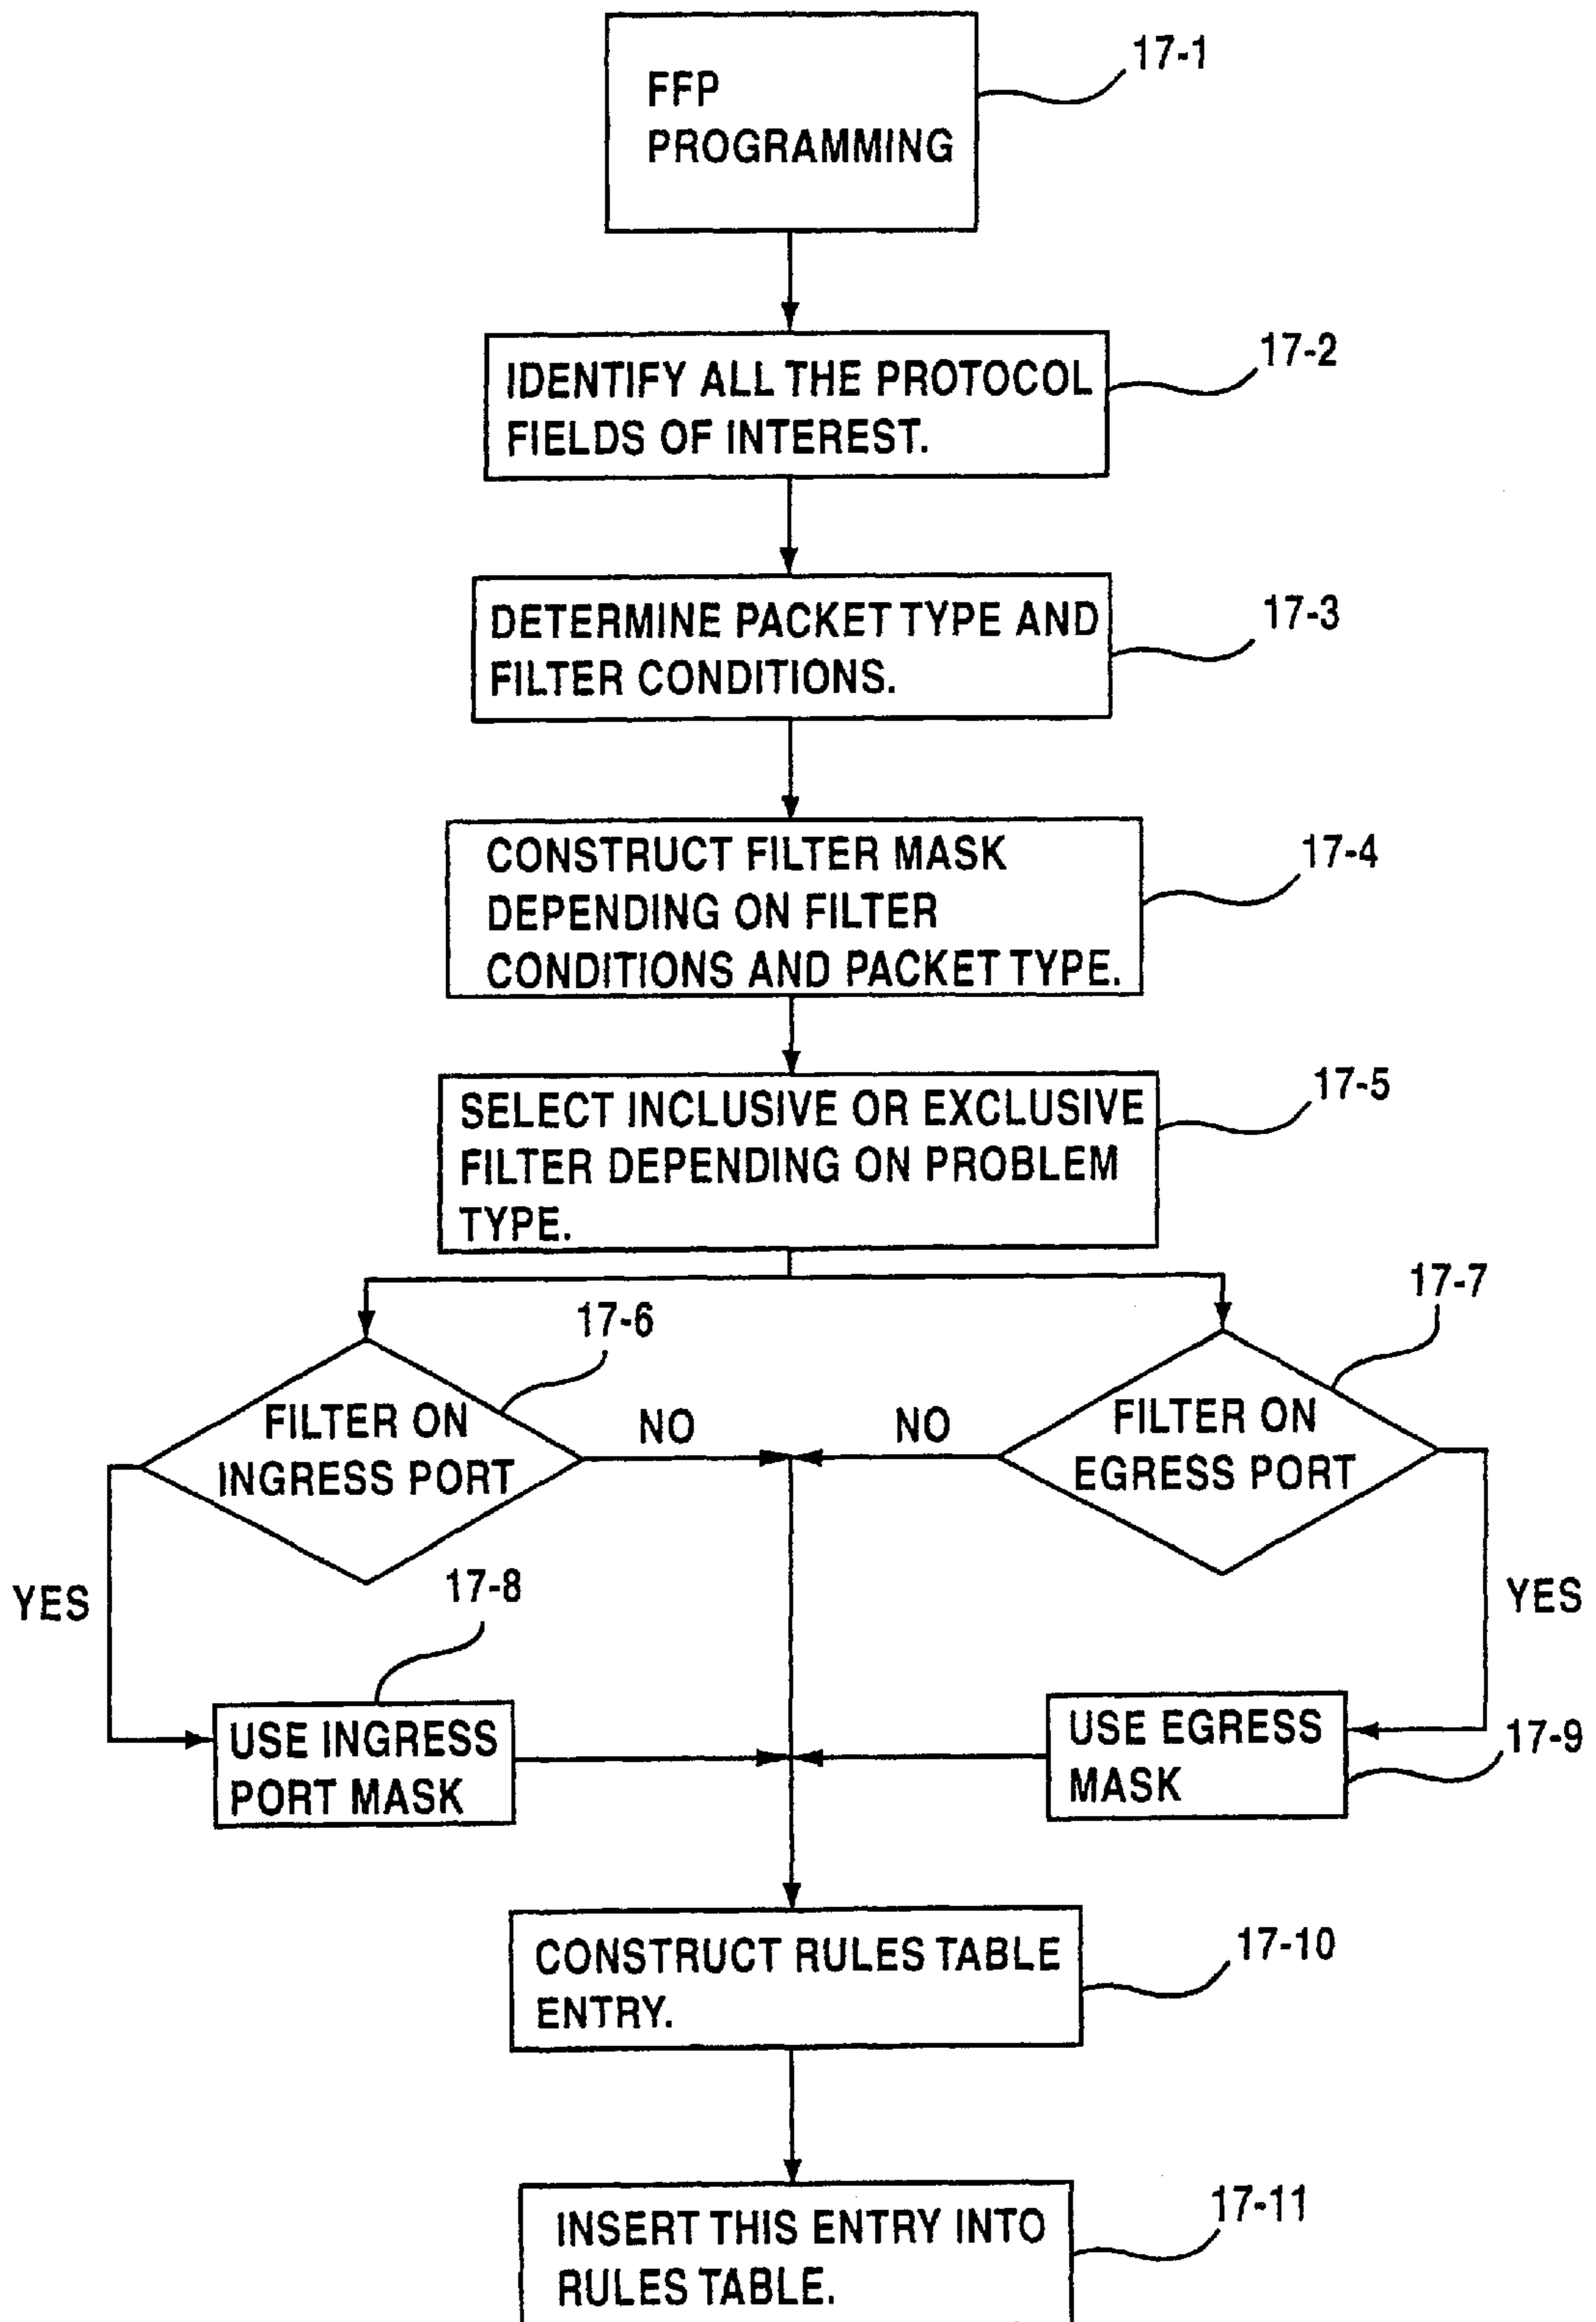 FFP
PROGRAMMING
17-1
IDENTIFY ALL THE PROTOCOL
FIELDS OF INTEREST.
17-2
DETERMINE PACKET TYPE AND
FILTER CONDITIONS.
17-3
CONSTRUCT FILTER MASK
DEPENDING ON FILTER
CONDITIONS AND PACKET TYPE.
17-4
SELECT INCLUSIVE OR EXCLUSIVE
FILTER DEPENDING ON PROBLEM
TYPE.
17-5
17-6
FILTER ON
INGRESS PORT
NO
YES
17-7
FILTER ON
EGRESS PORT
NO
YES
17-8
USE INGRESS
PORT MASK
USE EGRESS
MASK
17-9
CONSTRUCT RULES TABLE
ENTRY.
17-10
INSERT THIS ENTRY INTO
RULES TABLE.
17-11